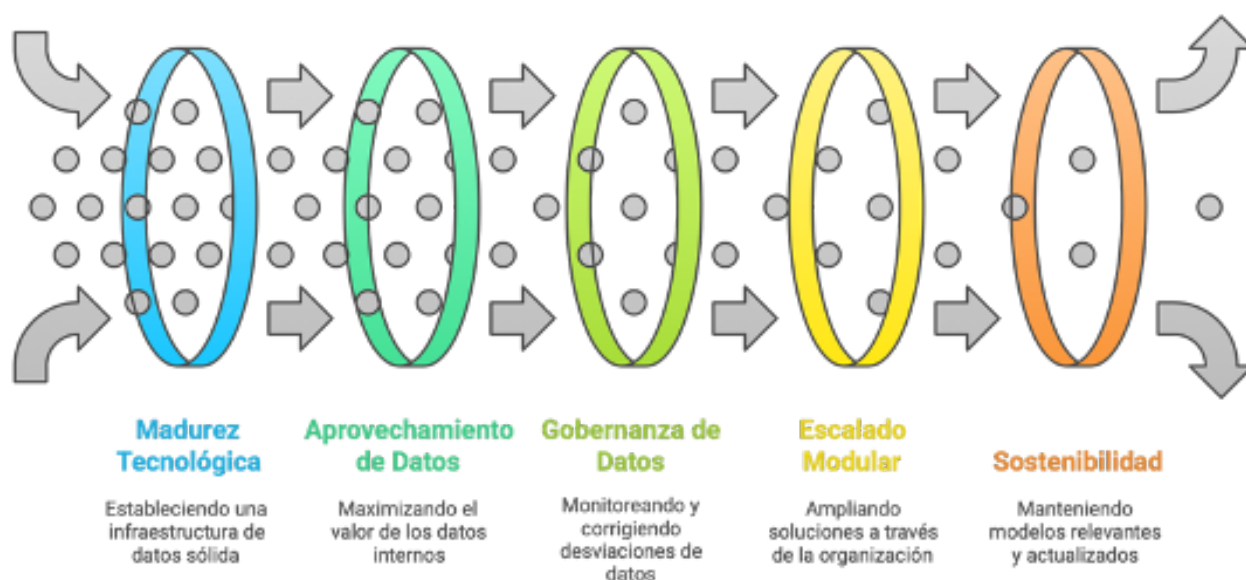 Madurez
Tecnológica
Estableciendo una
infraestructura de
datos sólida
Aprovechamiento
de Datos
Maximizando el
valor de los datos
internos
Gobernanza de
Datos
Monitoreando y
corrigiendo
desviaciones de
datos
Escalado
Modular
Ampliando
soluciones a través
de la organización
Sostenibilidad
Manteniendo
modelos relevantes
y actualizados